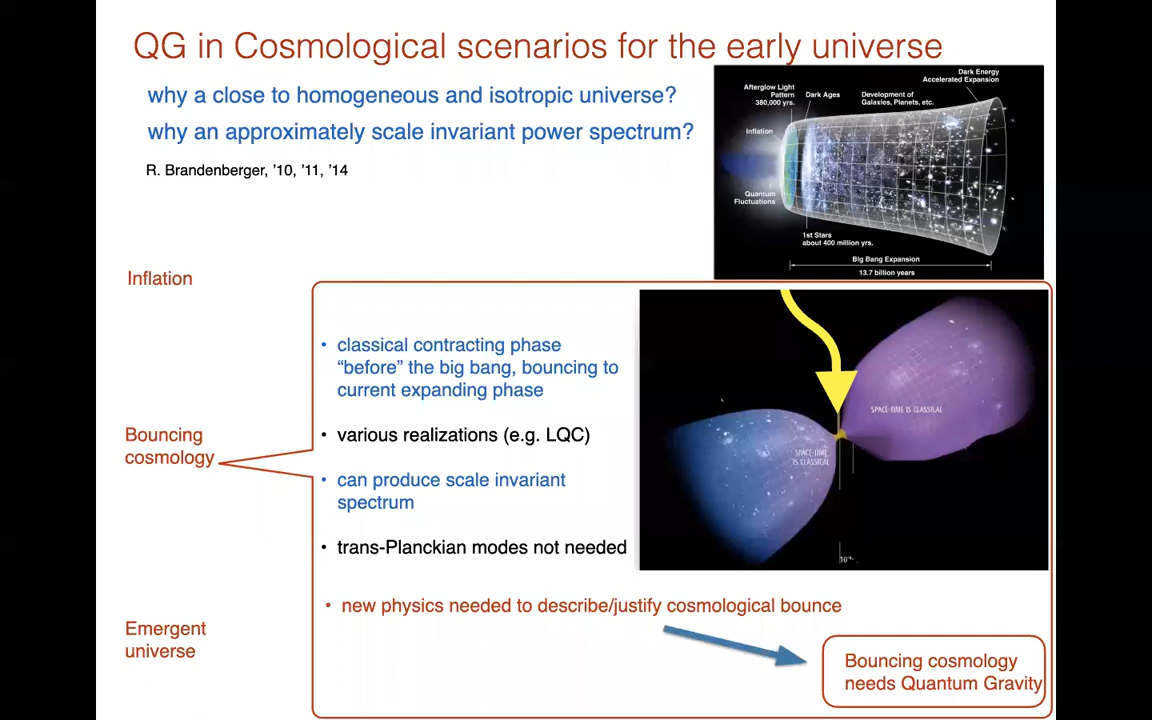 QG in Cosmological scenarios for the early universe
why a close to homogeneous and isotropic universe?
why an approximately scale invariant power spectrum?
R. Brandenberger, '10, '11, '14
Dark Energy
Accelerated Expansion
Afterglow Light
Pattern
380,000 yrs.
Dark Ages
Development of
Galaxies, Planets, etc.
Inflation
Quantum
Fluctuations
1st Stars
about 400 million yrs.
Big Bang Expansion
13.7 billion years
Inflation
• classical contracting phase
“before” the big bang, bouncing to
current expanding phase
Bouncing
cosmology
• various realizations (e.g. LQC)
• can produce scale invariant
spectrum
• trans-Planckian modes not needed
SPACE-TIME IS CLASSICAL
SPACE-TIME
IS CLASSICAL
• new physics needed to describe/justify cosmological bounce
Emergent
universe
Bouncing cosmology
needs Quantum Gravity